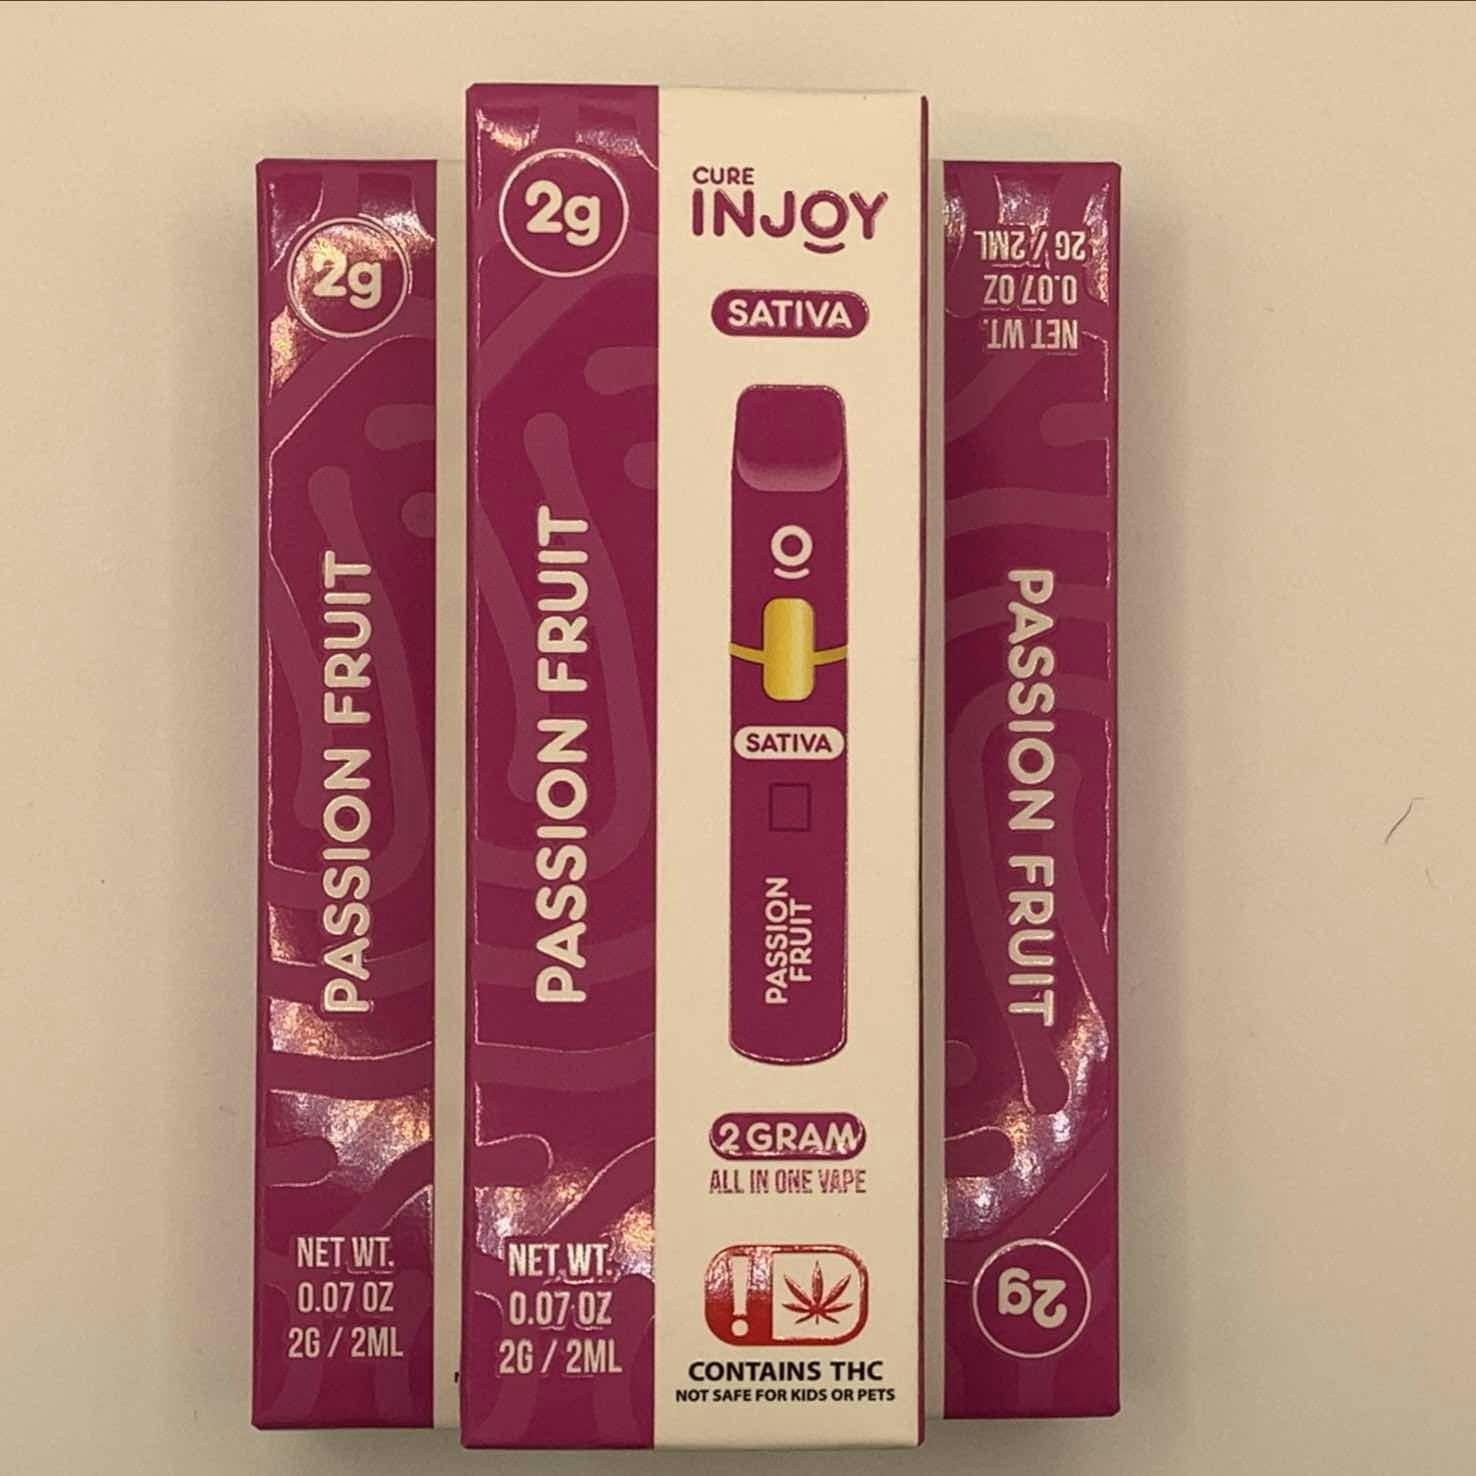 2g
PASSION FRUIT
NET WT.
0.07 OZ
2G / 2ML
2g
PASSION FRUIT
NET WT.
0.07 OZ
2G / 2ML
CURE
INJOY
SATIVA
SATIVA
PASSION
FRUIT
2 GRAM
ALL IN ONE VAPE
CONTAINS THC
NOT SAFE FOR KIDS OR PETS
2g
PASSION FRUIT
NET WT.
0.07 OZ
2G / 2ML